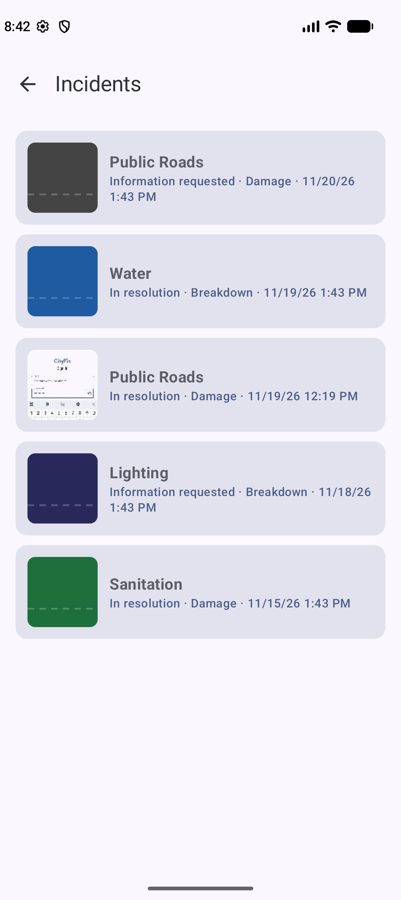 8:42
Incidents
Public Roads
Information requested · Damage · 11/20/26
1:43 PM
Water
In resolution · Breakdown · 11/19/26 1:43 PM
CityFix
Public Roads
In resolution · Damage · 11/19/26 12:19 PM
Lighting
Information requested · Breakdown · 11/18/26
1:43 PM
Sanitation
In resolution · Damage · 11/15/26 1:43 PM